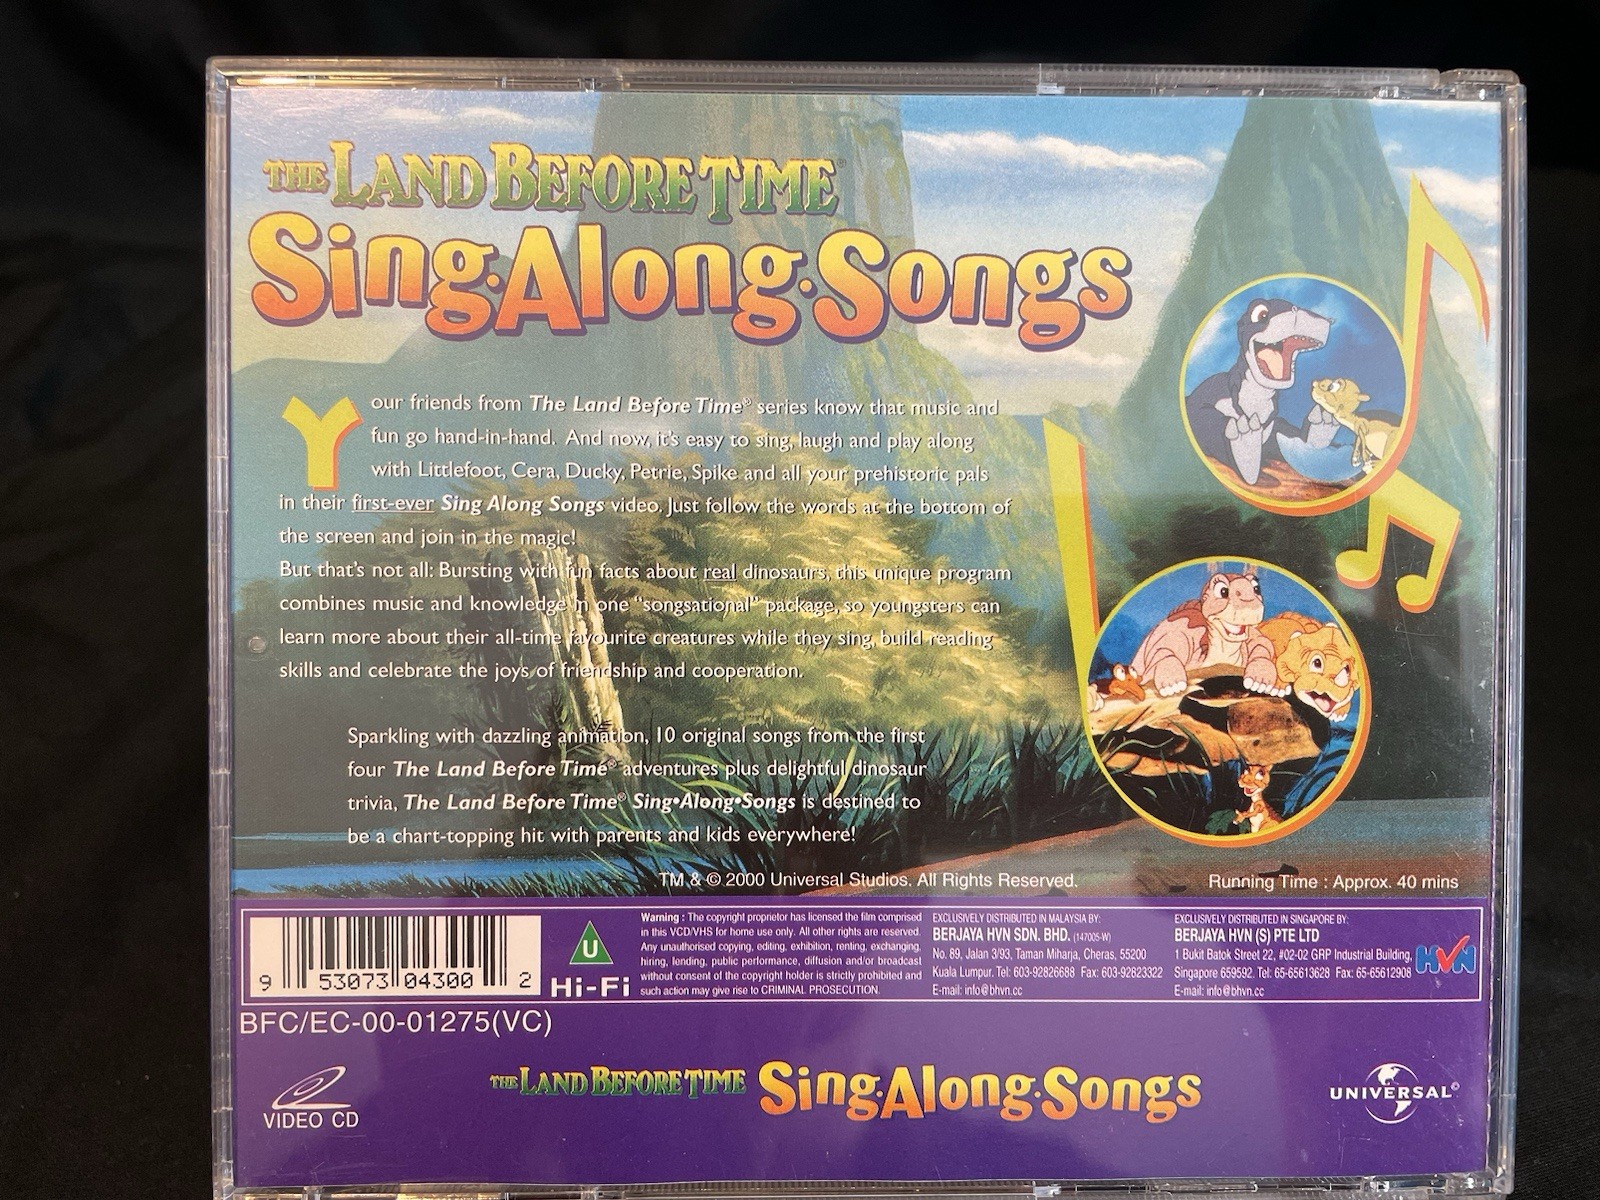 THE LAND BEFORE TIME
Sing•Along•Songs
Your friends from The Land Before Time® series know that music and
fun go hand-in-hand. And now, it's easy to sing, laugh and play along
with Littlefoot, Cera, Ducky, Petrie, Spike and all your prehistoric pals
in their first-ever Sing Along Songs video. Just follow the words at the bottom of
the screen and join in the magic!
But that's not all: Bursting with fun facts about real dinosaurs, this unique program
combines music and knowledge in one "songsational" package, so youngsters can
learn more about their all-time favourite creatures while they sing, build reading
skills and celebrate the joys of friendship and cooperation.
Sparkling with dazzling animation, 10 original songs from the first
four The Land Before Time® adventures plus delightful dinosaur
trivia, The Land Before Time® Sing•Along•Songs is destined to
be a chart-topping hit with parents and kids everywhere!
TM & © 2000 Universal Studios. All Rights Reserved.
Running Time : Approx. 40 mins
9 53073 04300 2
U
Hi-Fi
Warning : The copyright proprietor has licensed the film comprised
in this VCD/VHS for home use only. All other rights are reserved.
Any unauthorised copying, editing, exhibition, renting, exchanging,
hiring, lending, public performance, diffusion and/or broadcast
without consent of the copyright holder is strictly prohibited and
such action may give rise to CRIMINAL PROSECUTION.
EXCLUSIVELY DISTRIBUTED IN MALAYSIA BY:
BERJAYA HVN SDN. BHD. (147005-W)
No. 89, Jalan 3/93, Taman Miharja, Cheras, 55200
Kuala Lumpur. Tel: 603-92826688 Fax: 603-92823322
E-mail: info@bhvn.cc
EXCLUSIVELY DISTRIBUTED IN SINGAPORE BY:
BERJAYA HVN (S) PTE LTD
1 Bukit Batok Street 22, #02-02 GRP Industrial Building,
Singapore 659592. Tel: 65-65613628 Fax: 65-65612908
E-mail: info@bhvn.cc
HVN
BFC/EC-00-01275(VC)
VIDEO CD
THE LAND BEFORE TIME Sing•Along•Songs
UNIVERSAL©